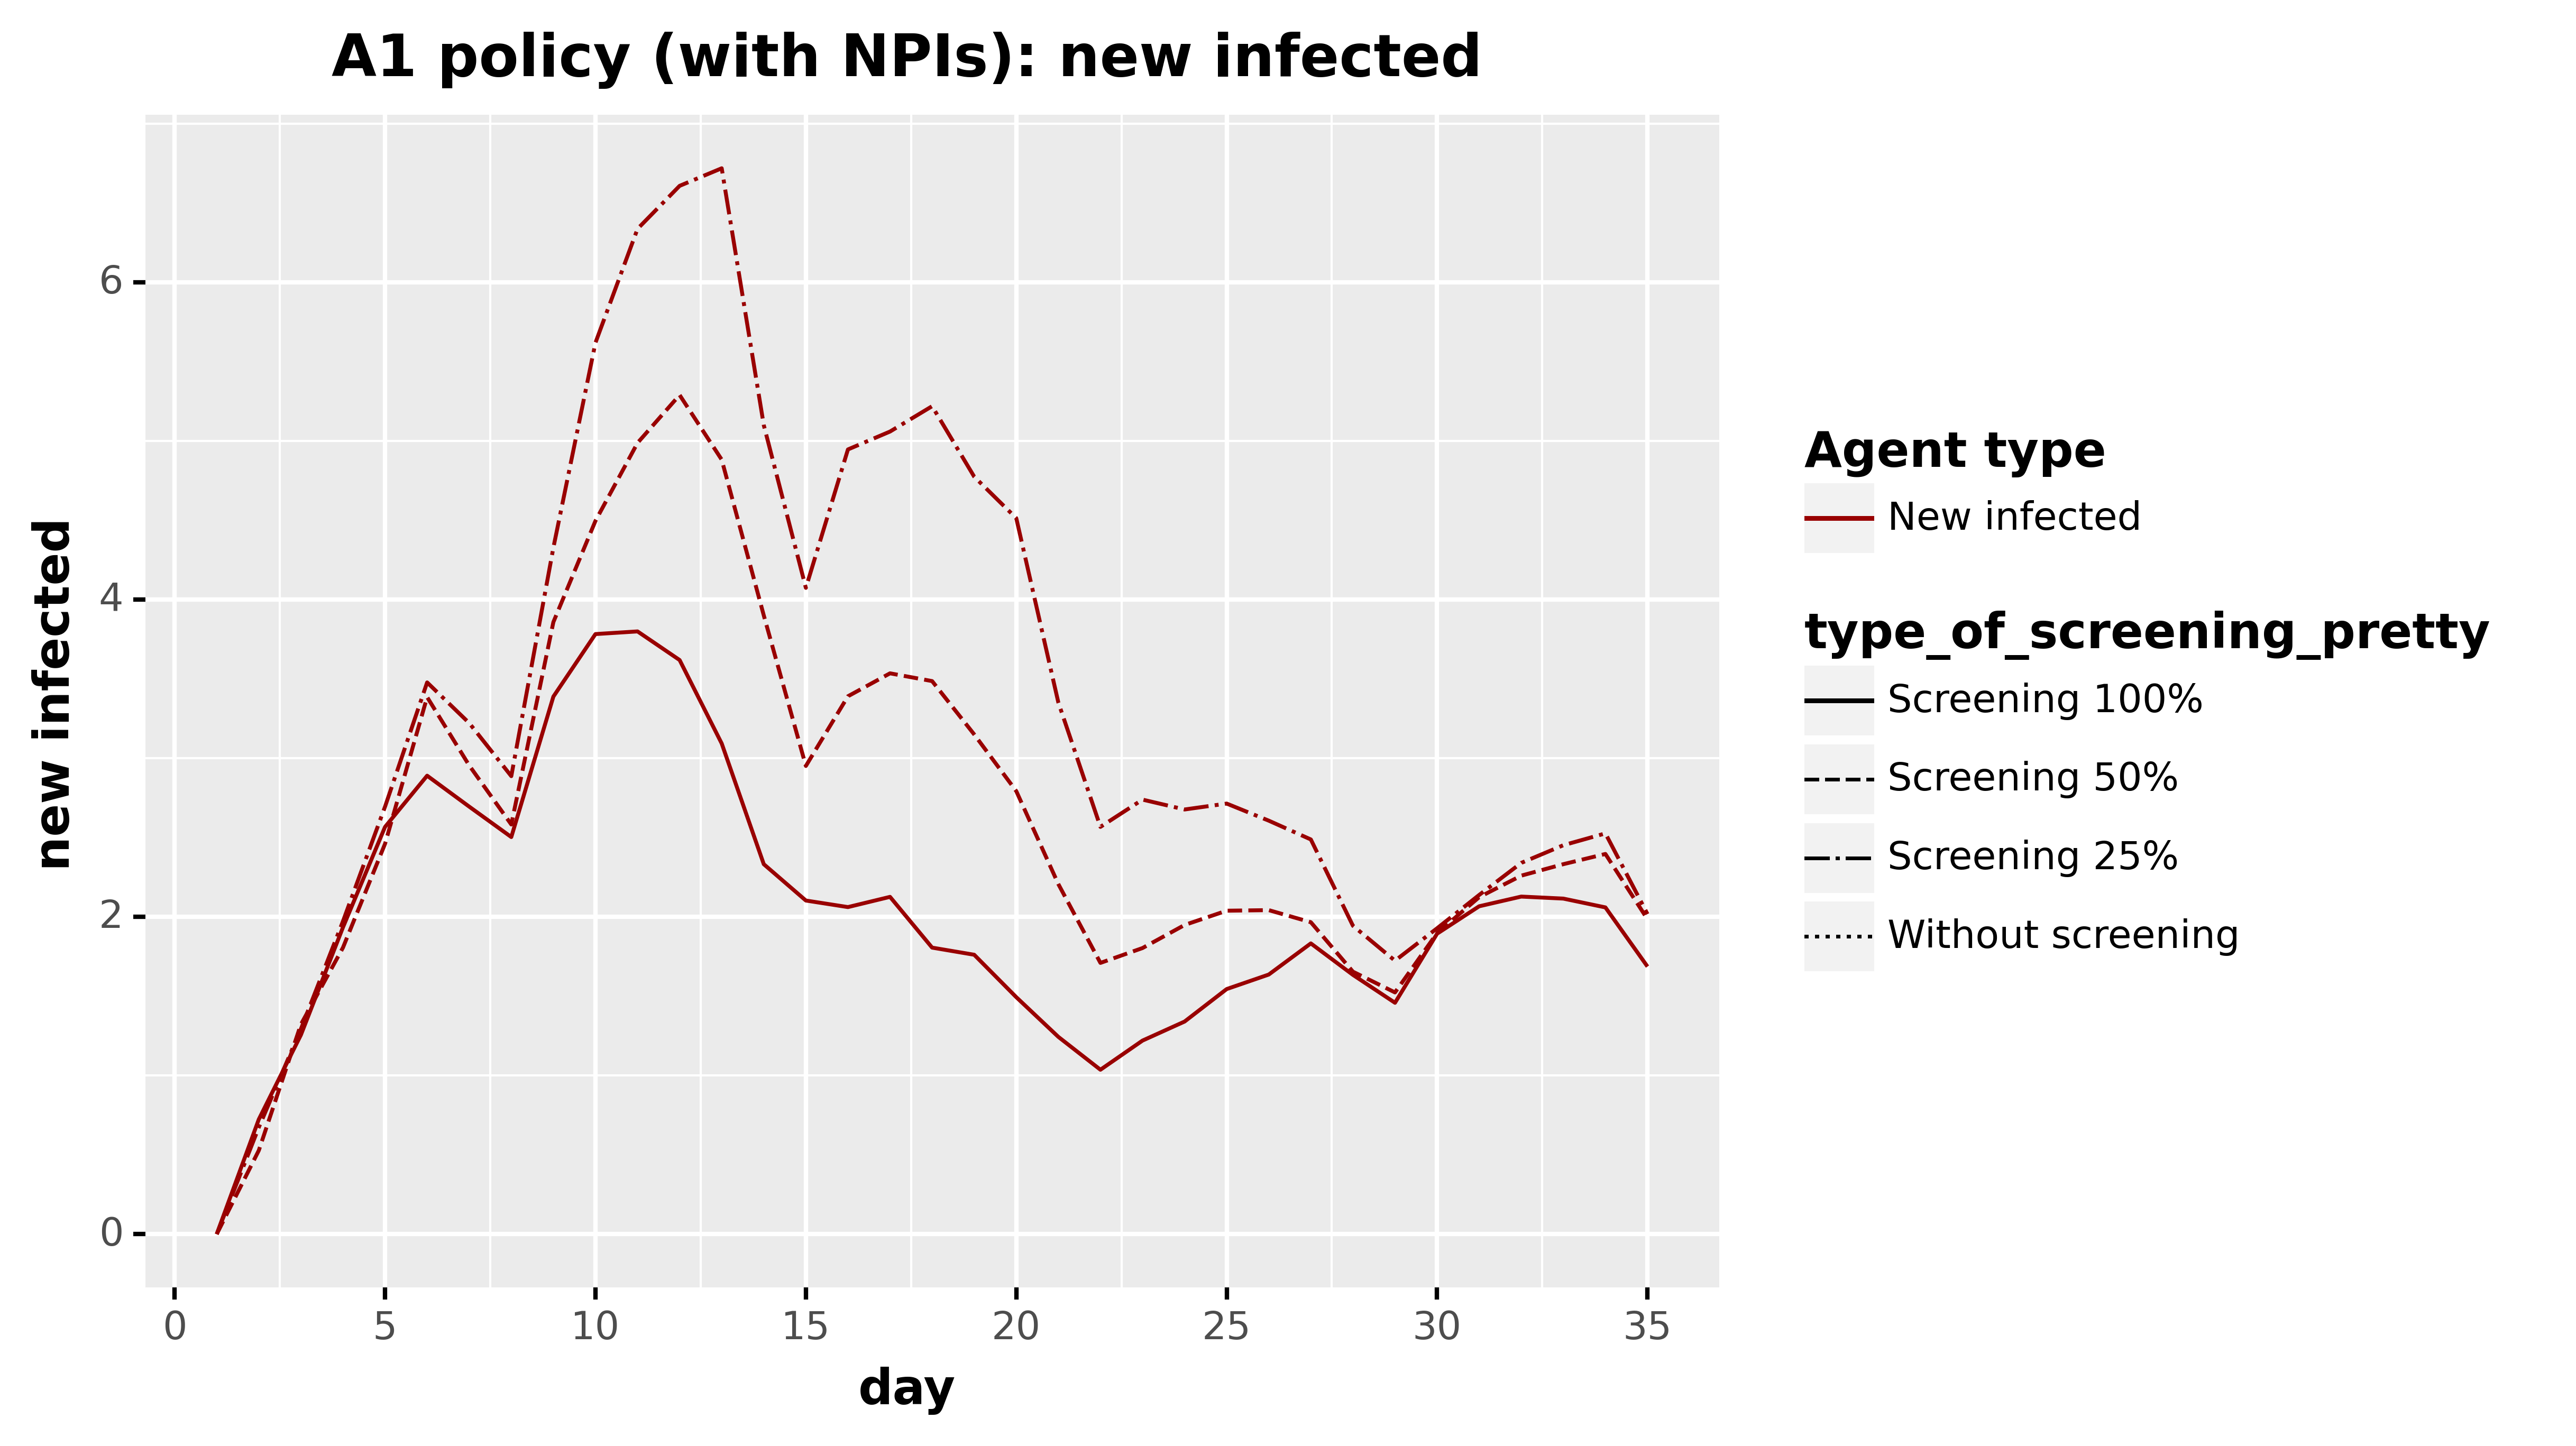 A1 policy (with NPIs): new infected
new infected
6
4
2
0
0 5 10 15 20 25 30 35
day
Agent type
New infected
type_of_screening_pretty
Screening 100%
Screening 50%
Screening 25%
Without screening